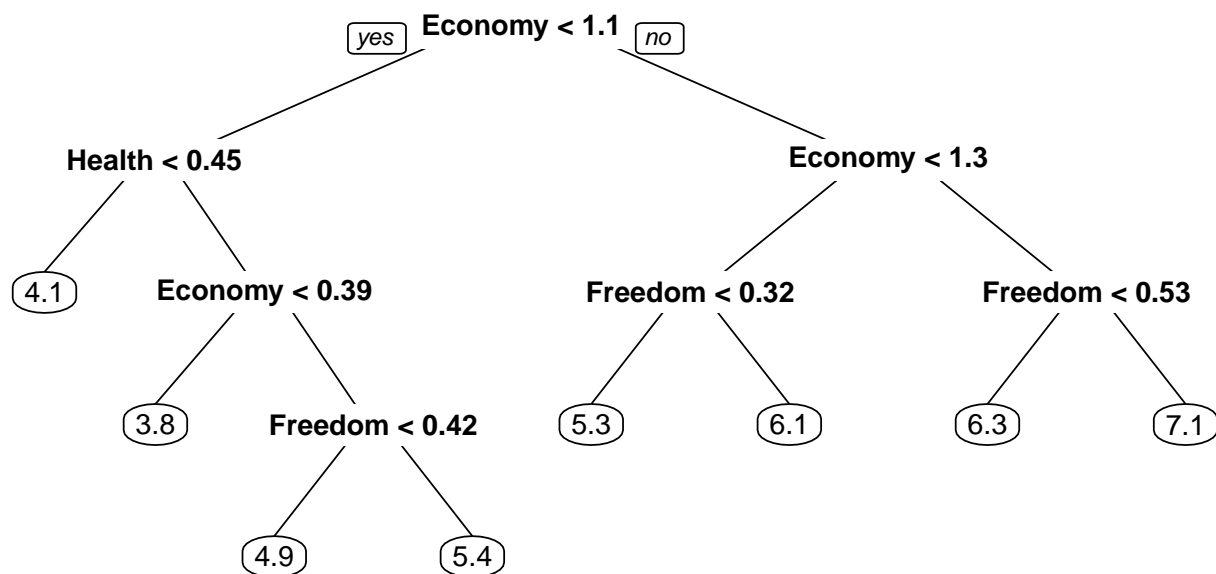 Economy < 1.1
yes
no
Health < 0.45
Economy < 1.3
4.1
Economy < 0.39
Freedom < 0.32
Freedom < 0.53
3.8
Freedom < 0.42
5.3
6.1
6.3
7.1
4.9
5.4